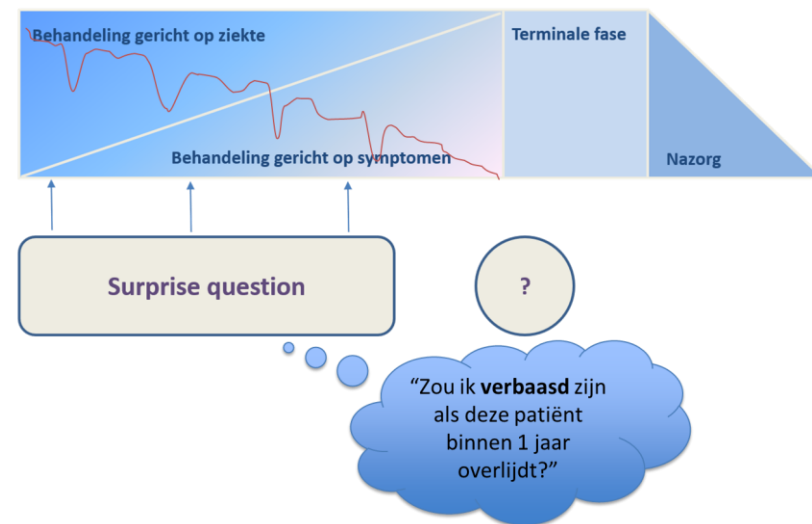 Behandeling gericht op ziekte
Terminale fase
Behandeling gericht op symptomen
Nazorg
Surprise question
?
“Zou ik verbaasd zijn
als deze patiënt
binnen 1 jaar
overlijdt?”